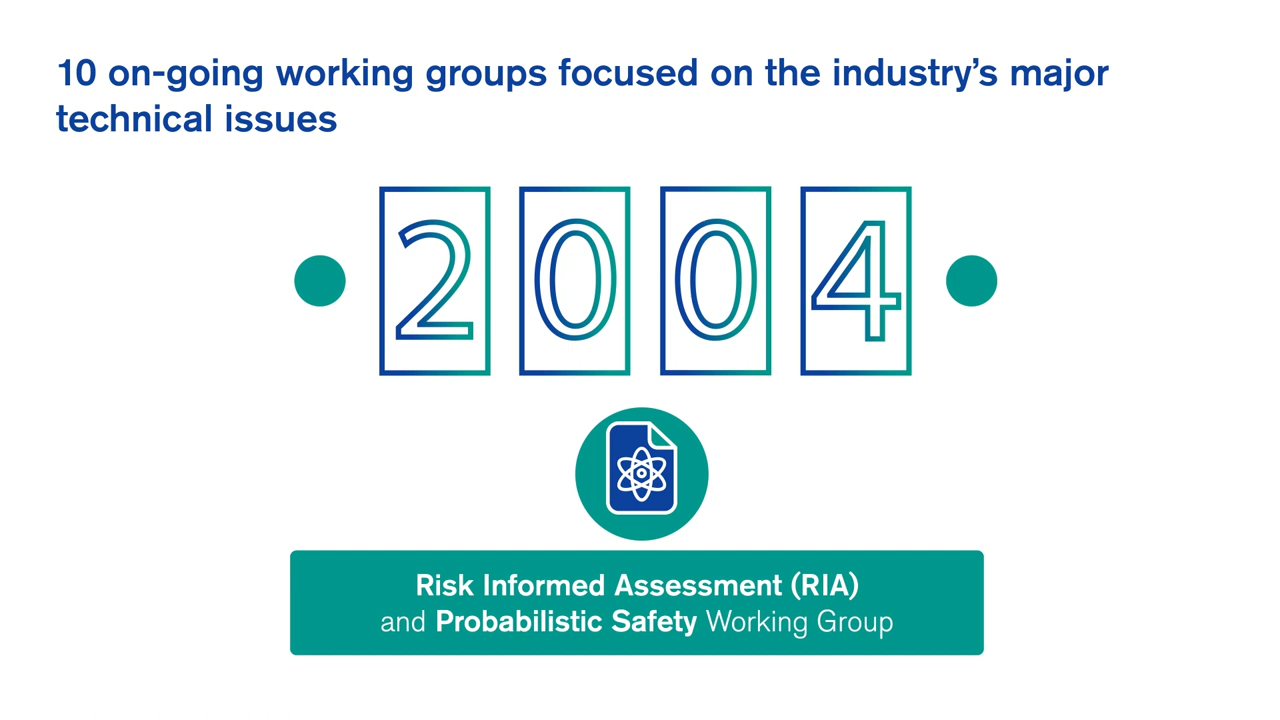 10 on-going working groups focused on the industry’s major
technical issues
2004
Risk Informed Assessment (RIA)
and Probabilistic Safety Working Group